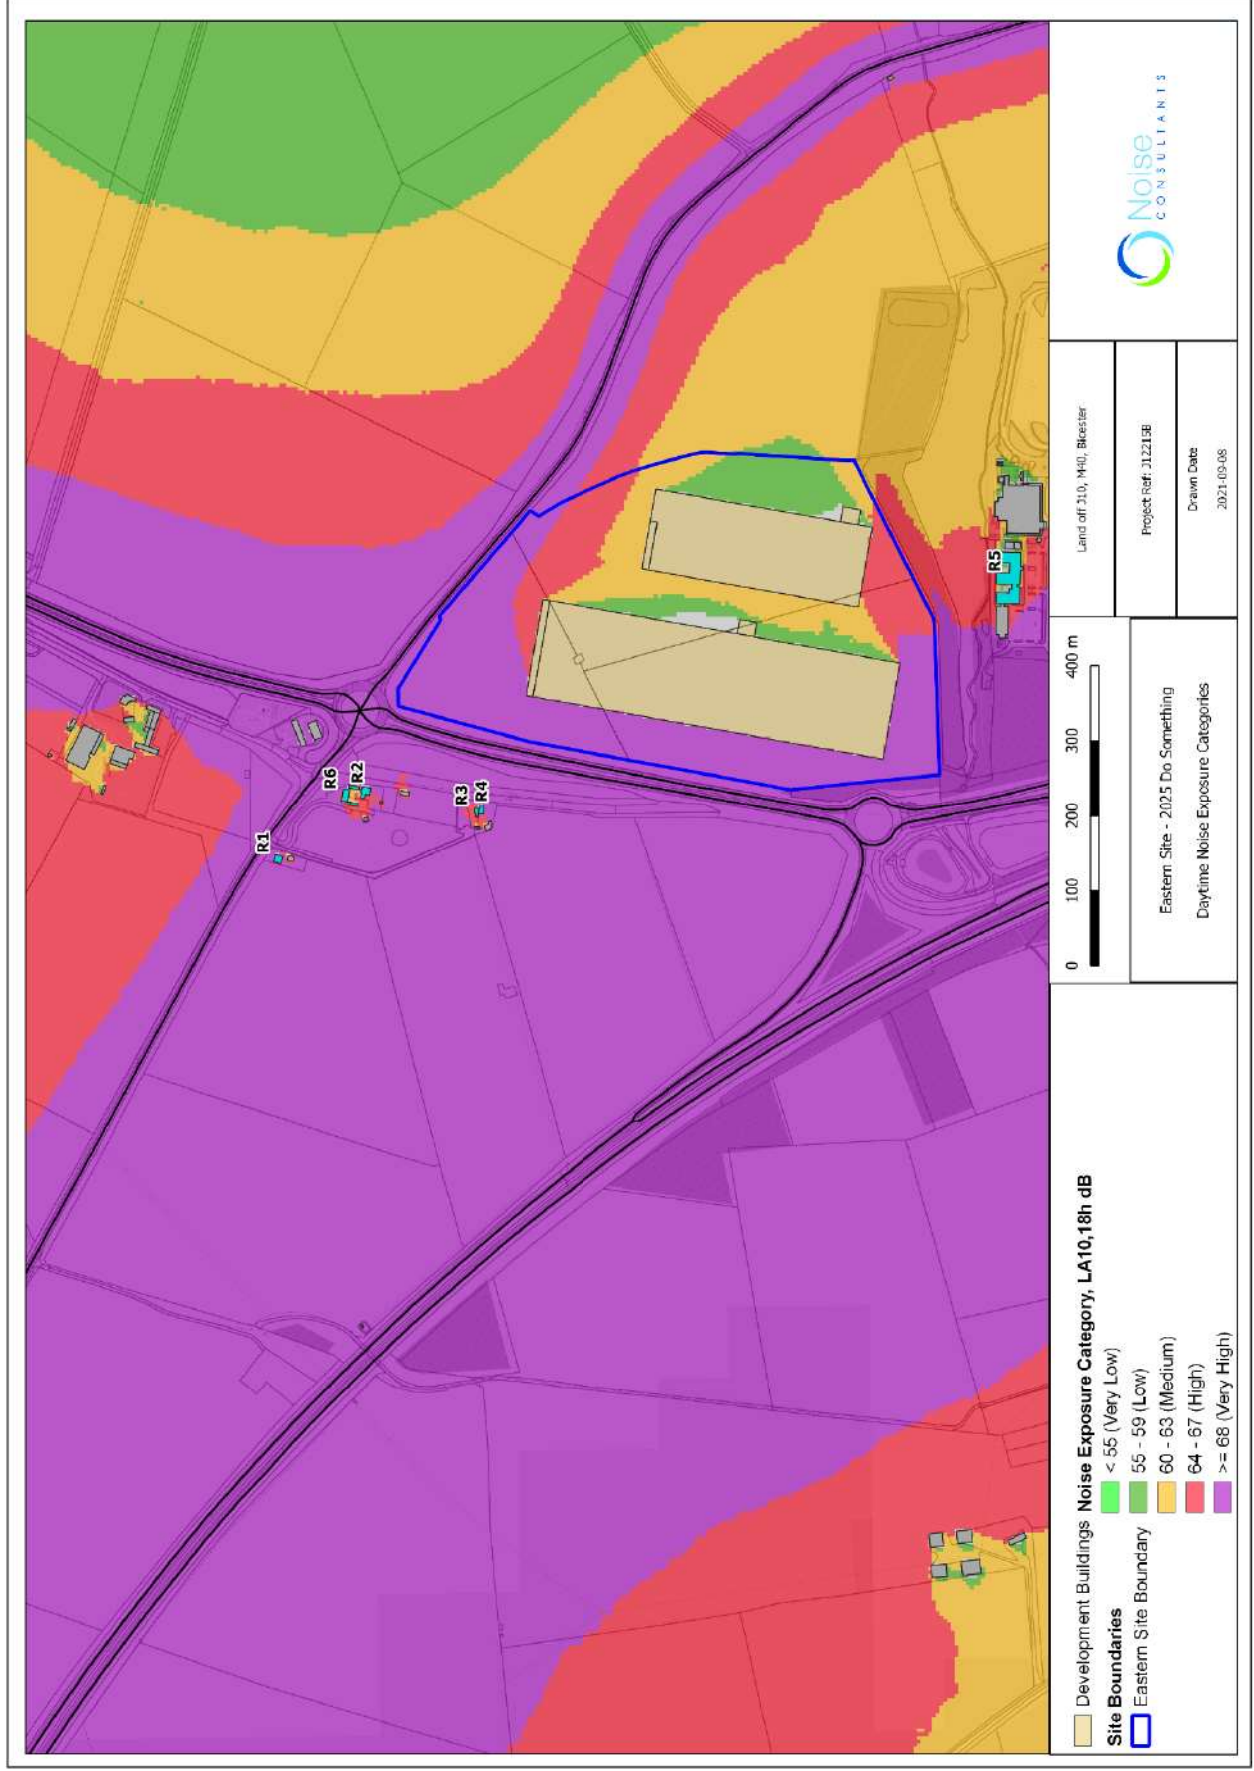 R1
R6
R2
R3
R4
R5
Development Buildings
Site Boundaries
Eastern Site Boundary
Noise Exposure Category, LA10,18h dB
< 55 (Very Low)
55 - 59 (Low)
60 - 63 (Medium)
64 - 67 (High)
>= 68 (Very High)
0 100 200 300 400 m
Eastern Site - 2025 Do Something
Daytime Noise Exposure Categories
Land off J10, M40, Bicester
Project Ref: J12215B
Drawn Date
2021-09-08
Noise
CONSULTANTS